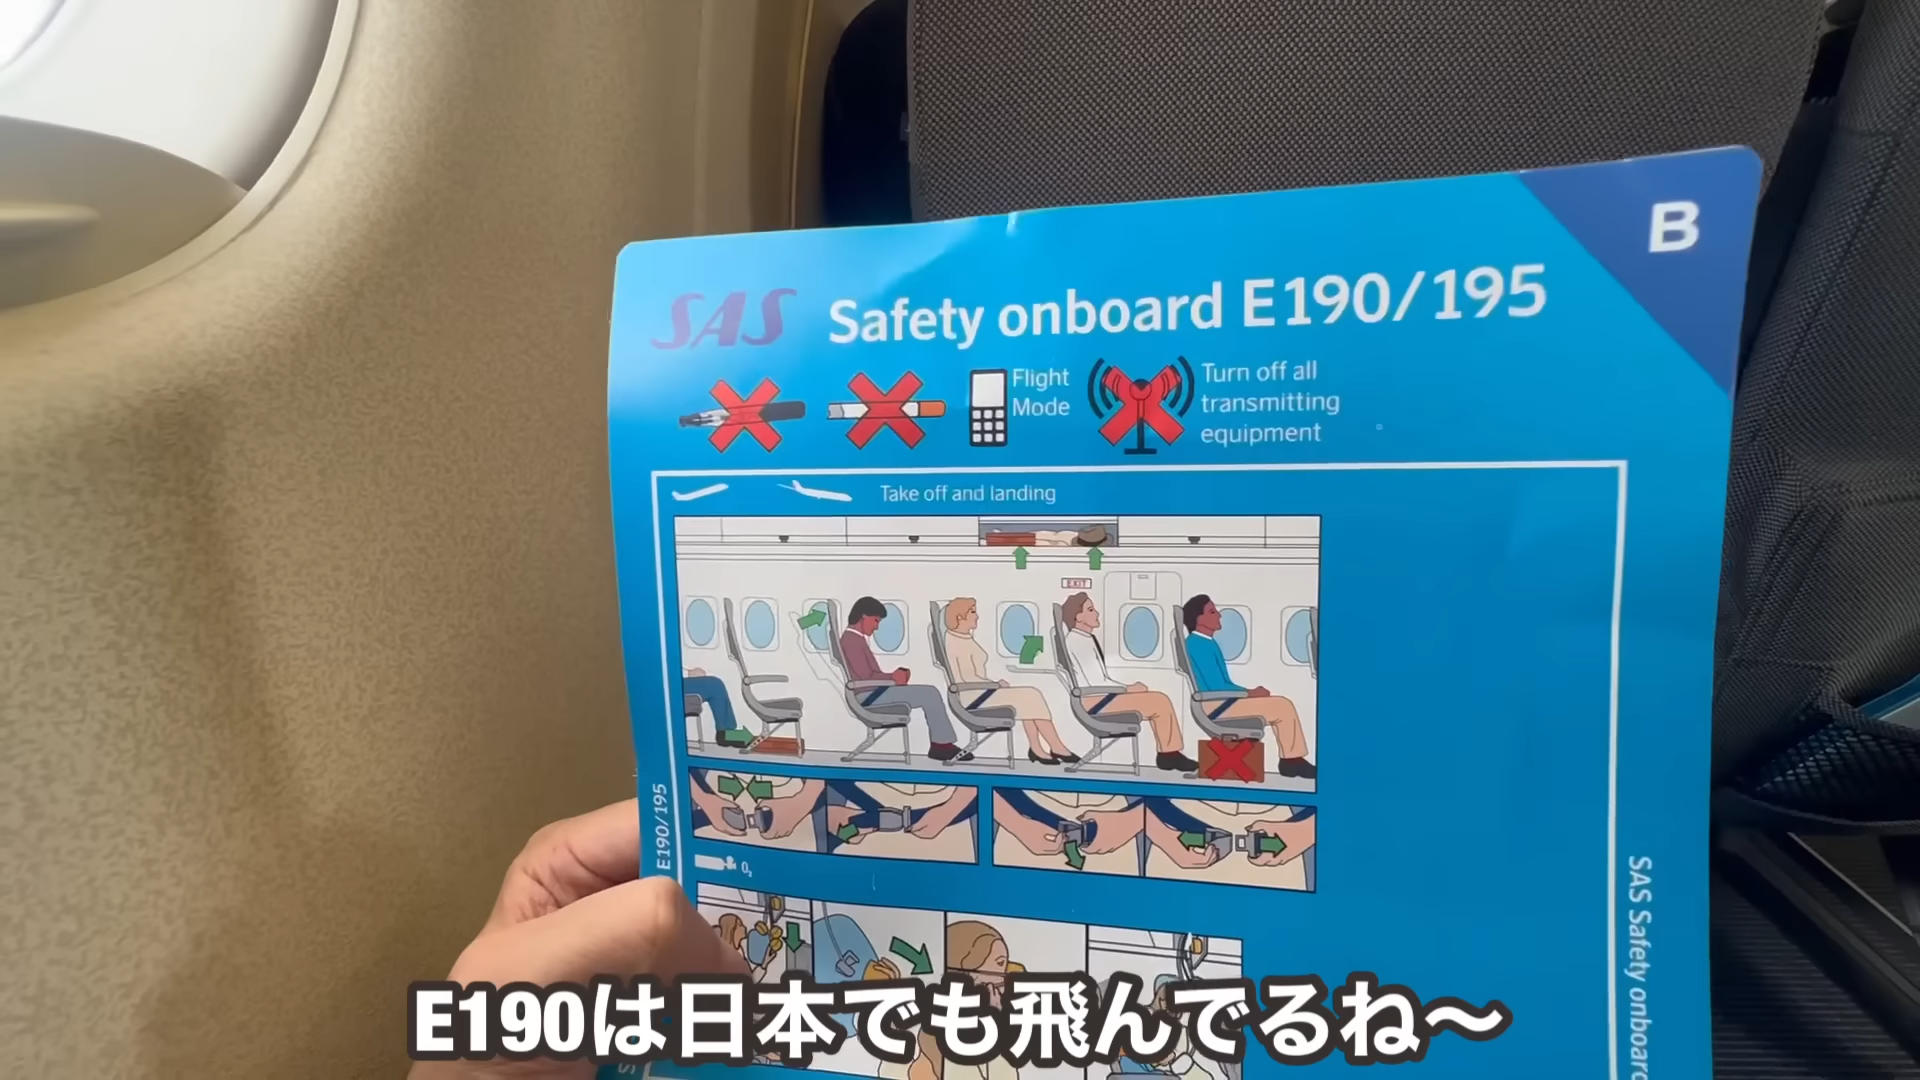 B
SAS Safety onboard E190/195
Flight
Mode
Turn off all
transmitting
equipment
Take off and landing
EXIT
E190/195
O₂
SAS Safety onboard
E190は日本でも飛んでるね〜